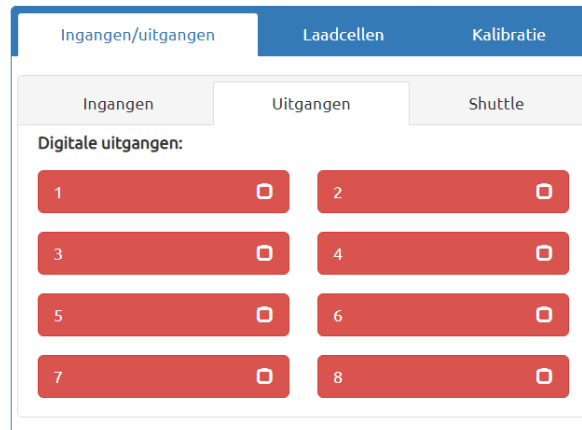 Ingangen/uitgangen Laadcellen Kalibratie
Ingangen Uitgangen Shuttle
Digitale uitgangen:
1 2
3 4
5 6
7 8